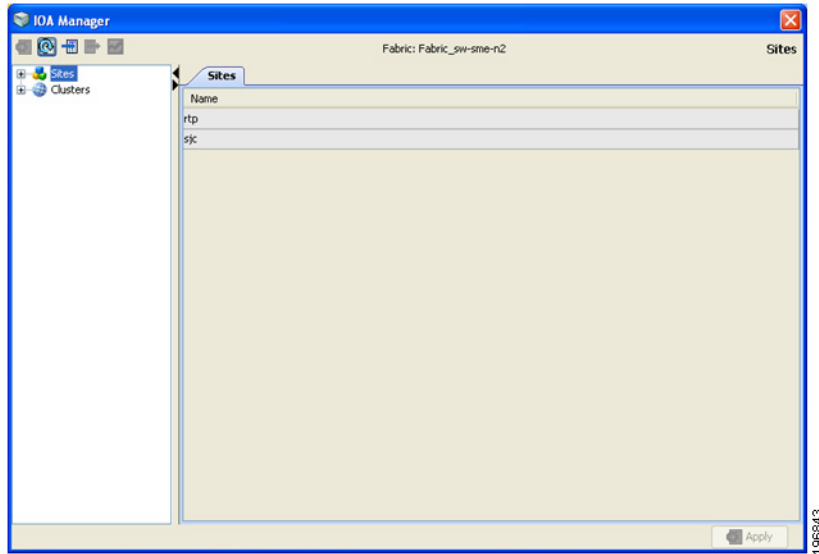 IOA Manager
Fabric: Fabric_sw-sme-n2
Sites
Sites
Clusters
Sites
Name
rtp
sjc
Apply
196843